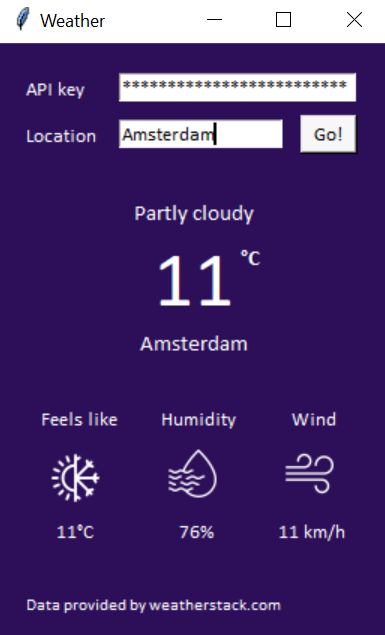 Weather
API key *************************
Location Amsterdam Go!
Partly cloudy
11 °C
Amsterdam
Feels like Humidity Wind
11°C 76% 11 km/h
Data provided by weatherstack.com